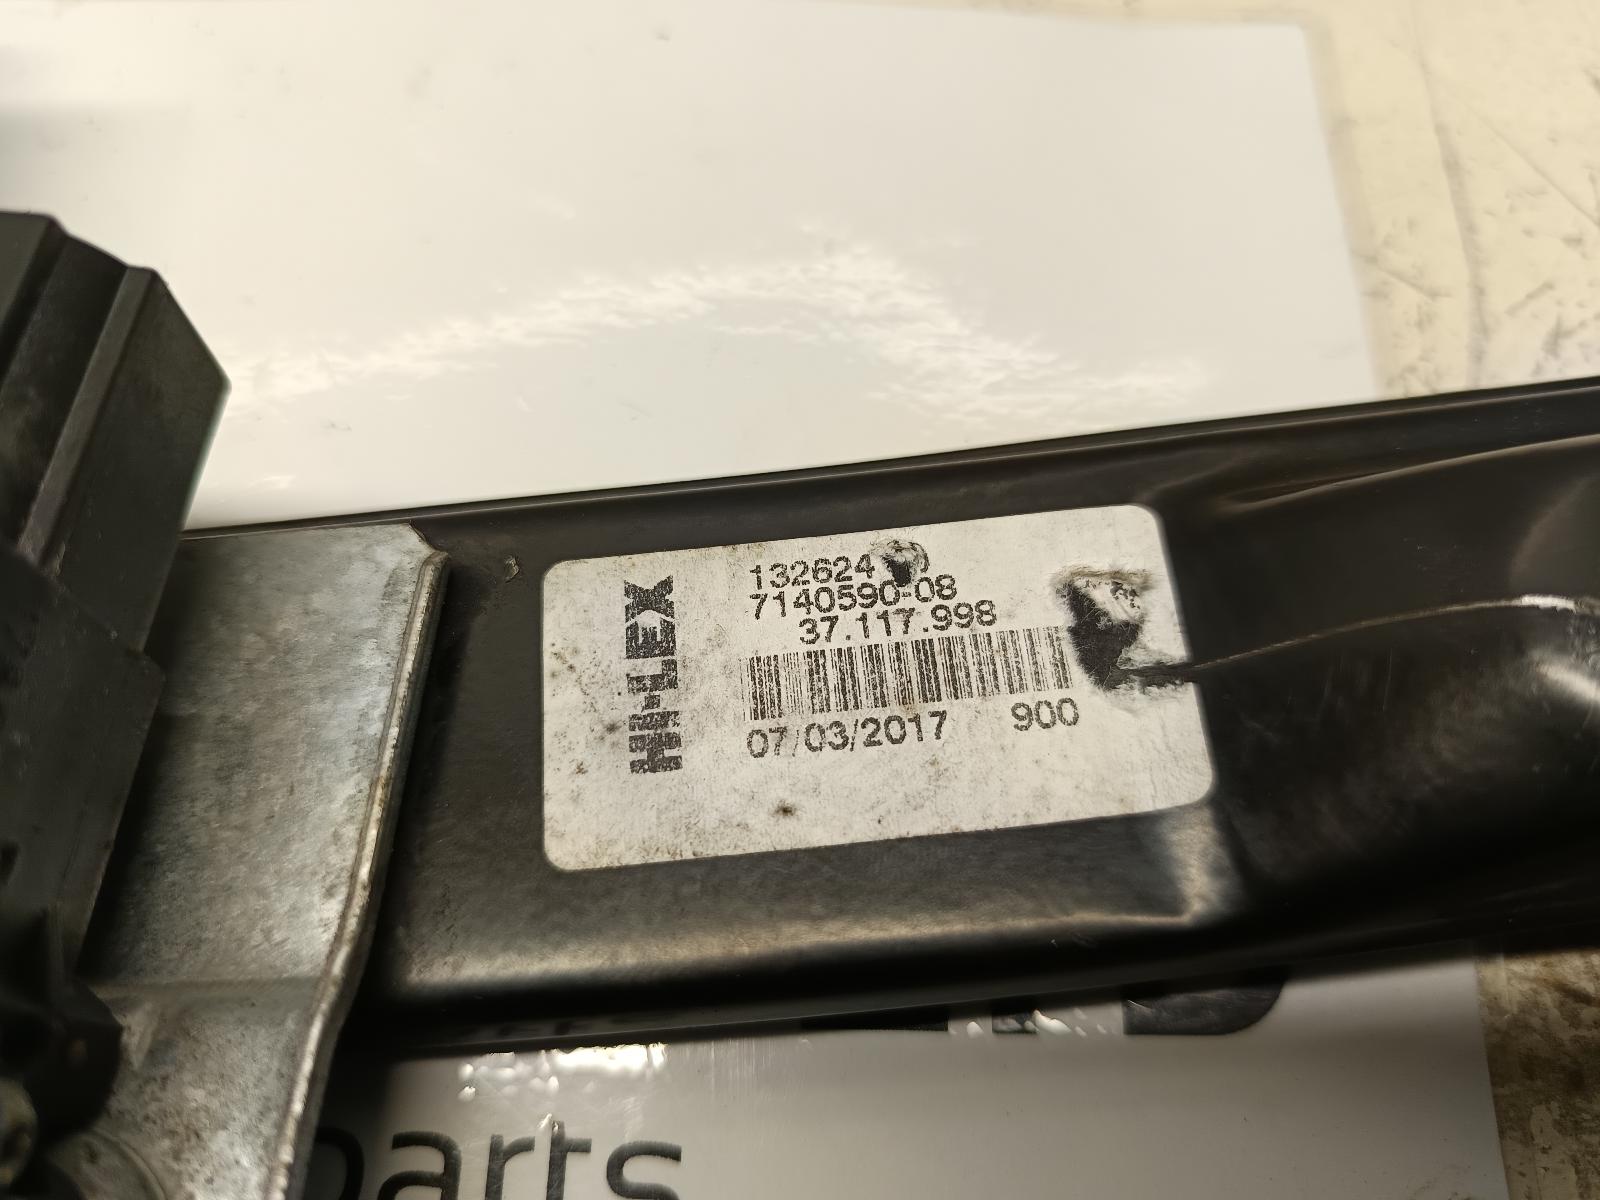 HI-LEX
132624
7140590-08
37.117.998
07/03/2017 900
parts